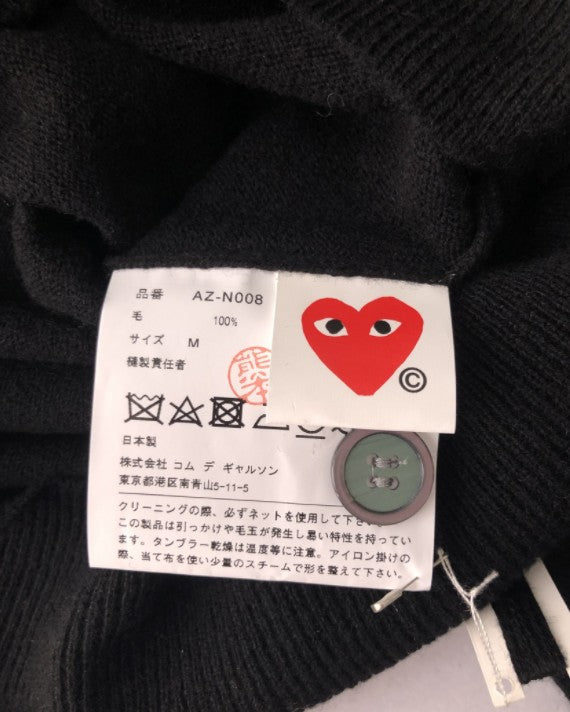 品番 AZ-N008
毛 100%
サイズ M
縫製責任者
©
日本製
株式会社 コム デ ギャルソン
東京都港区南青山5-11-5
クリーニングの際、必ずネットを使用して下さい。
この製品は引っかけや毛玉が発生し易い特性を持ってい
ます。タンブラー乾燥は温度等に注意。アイロン掛けの
際、当て布を使い少量のスチームで形を整えて下さい。